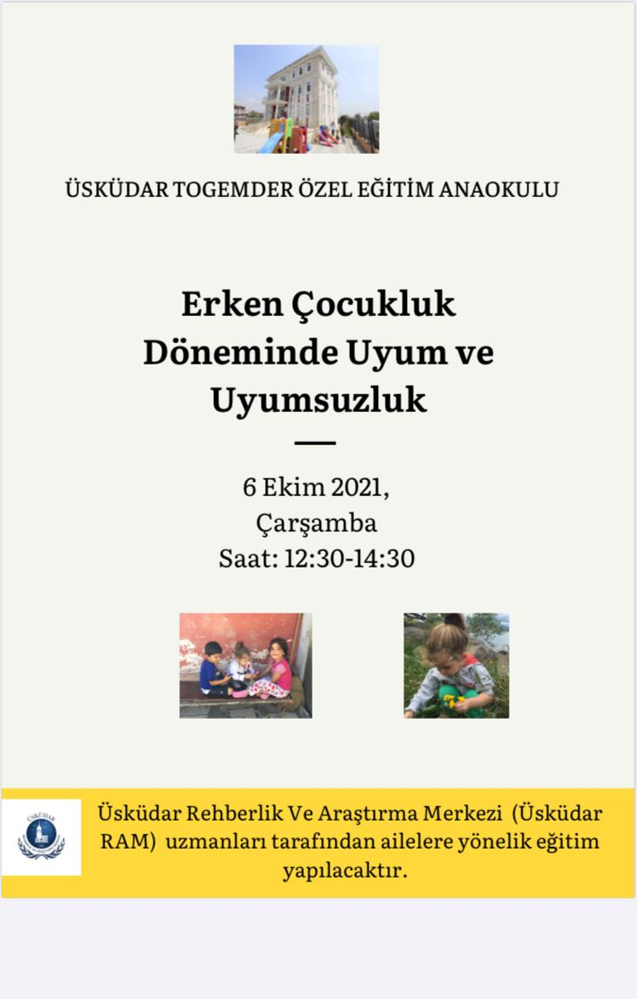 ÜSKÜDAR TOGEMDER ÖZEL EĞİTİM ANAOKULU
Erken Çocukluk
Döneminde Uyum ve
Uyumsuzluk
6 Ekim 2021,
Çarşamba
Saat: 12:30-14:30
ÜSKÜDAR
Üsküdar Rehberlik Ve Araştırma Merkezi (Üsküdar
RAM) uzmanları tarafından ailelere yönelik eğitim
yapılacaktır.